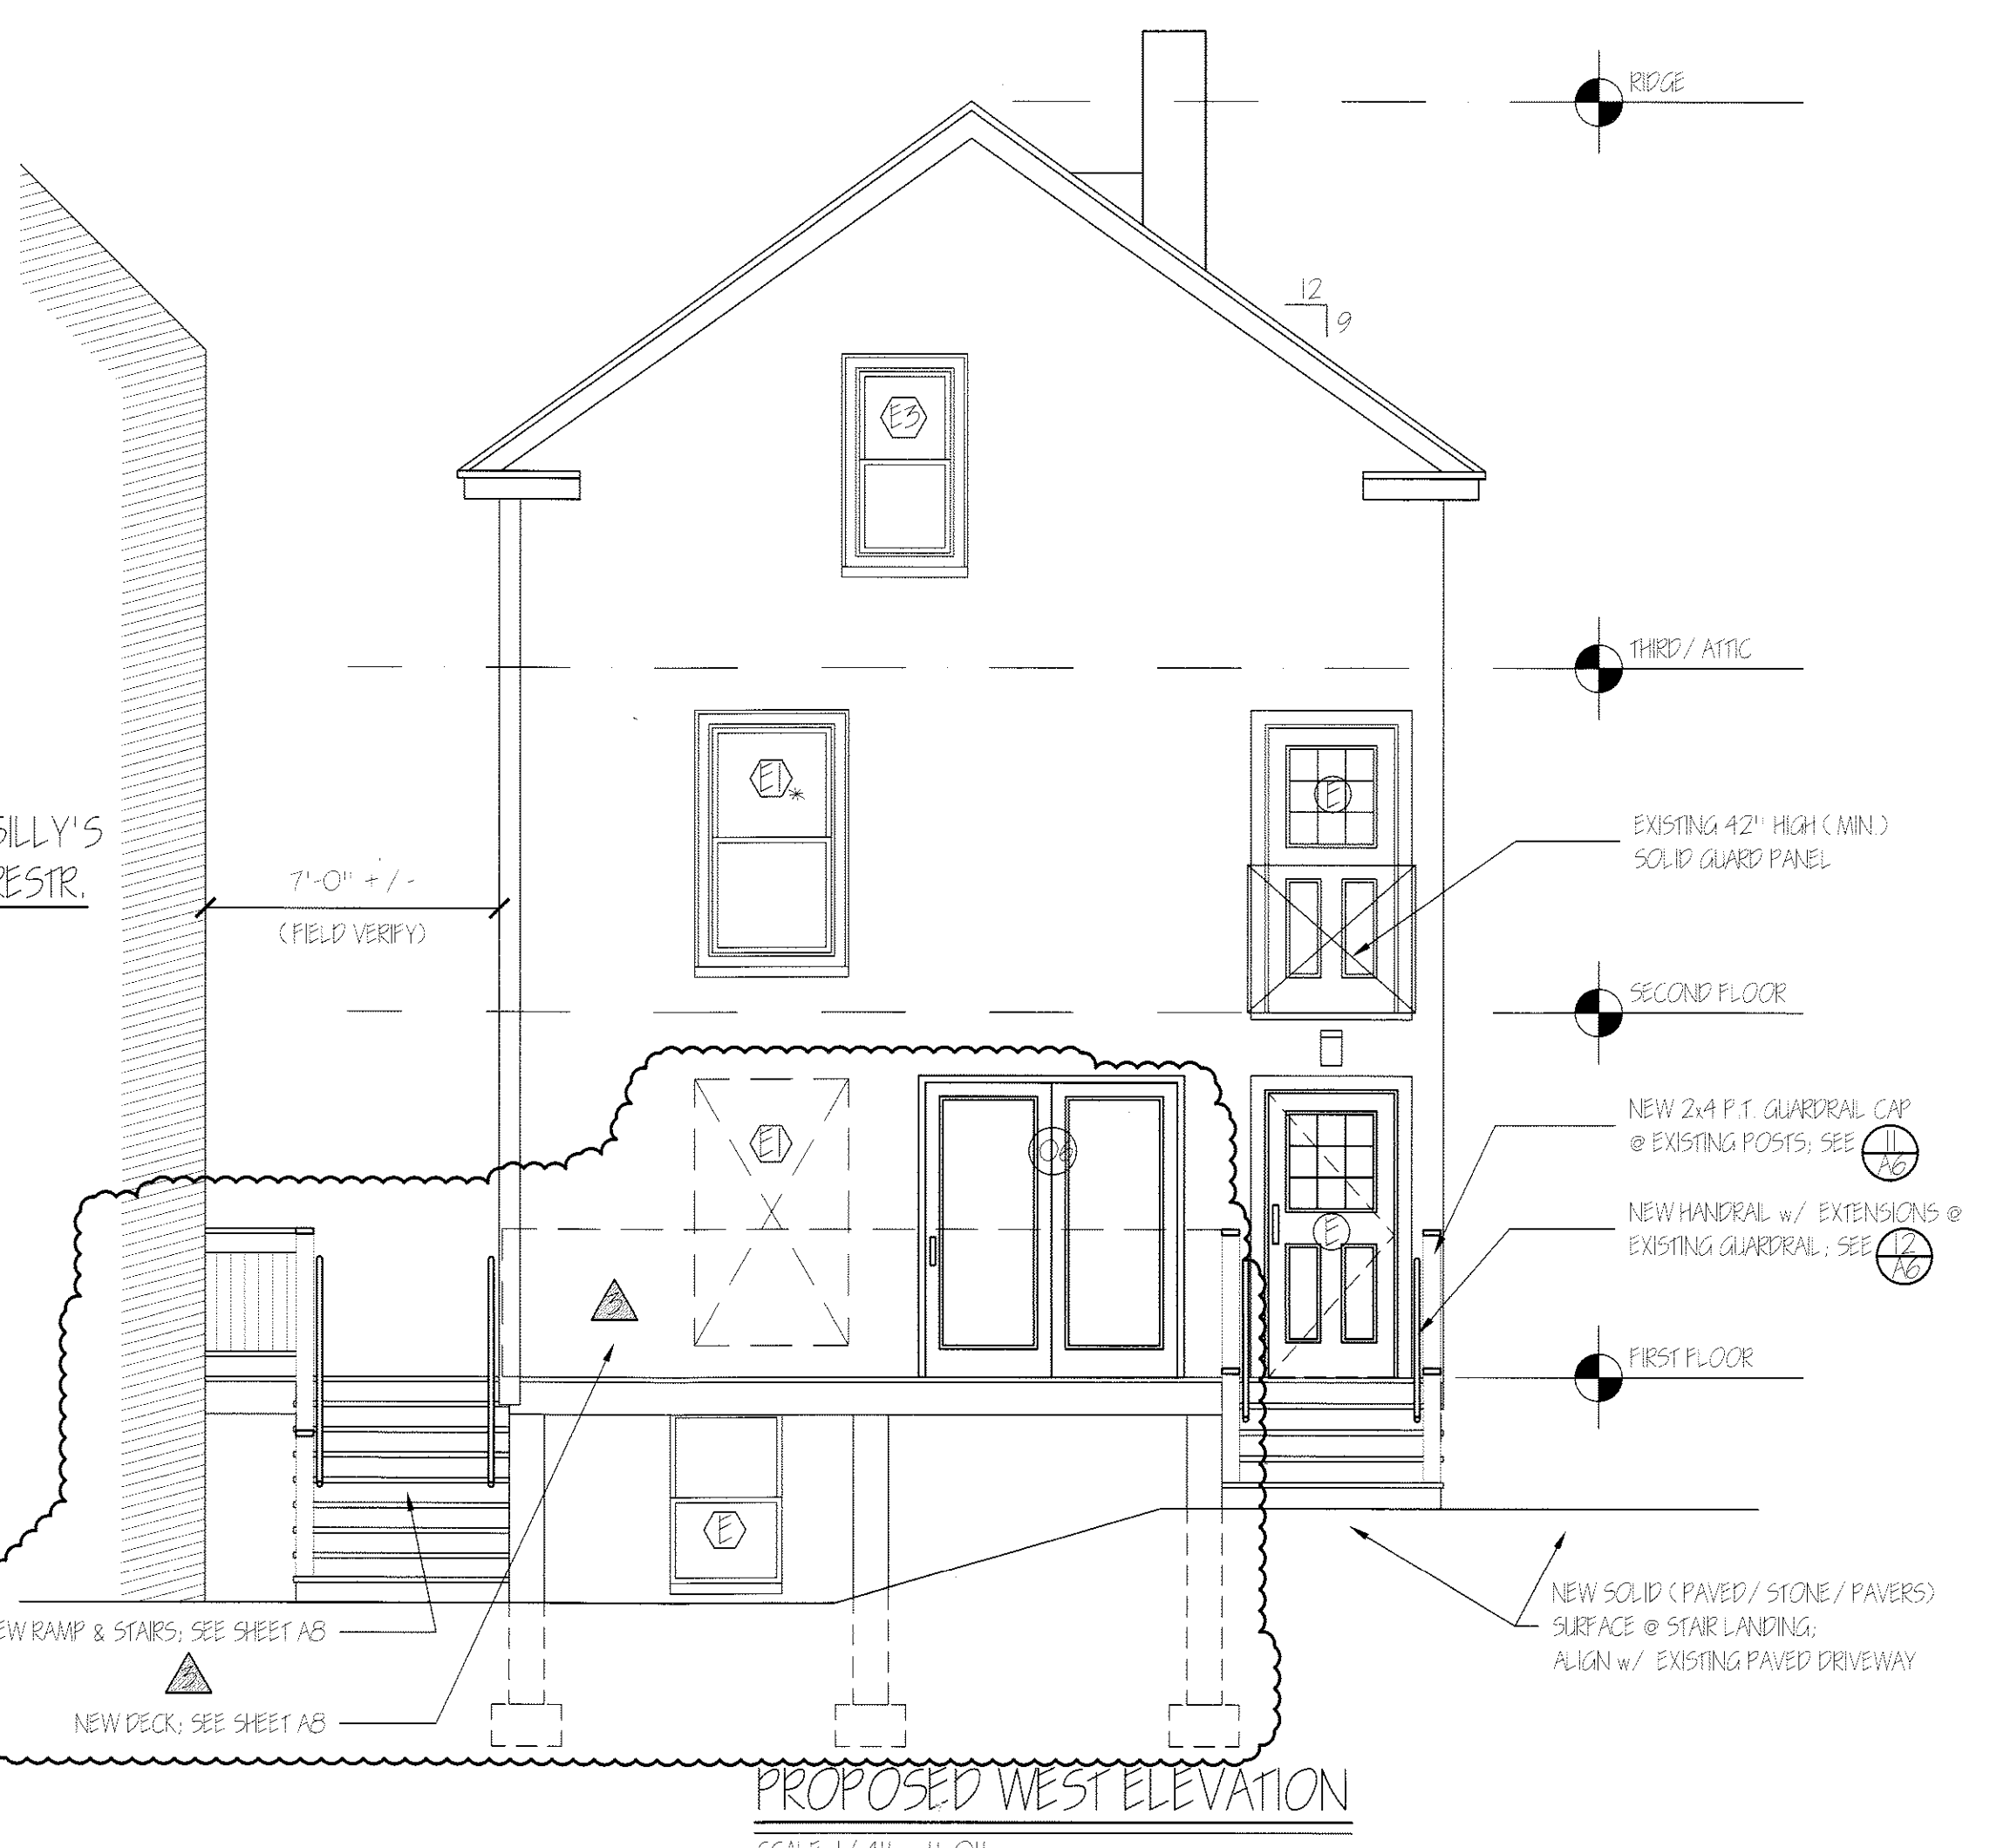 RIDGE
12
9
E3
THIRD / ATTIC
E1*
E
EXISTING 42" HIGH (MIN.)
SOLID GUARD PANEL
RESTR.
7'-0" +/-
(FIELD VERIFY)
SECOND FLOOR
E1
06
E
NEW 2x4 P.T. GUARDRAIL CAP
@ EXISTING POSTS; SEE 11
A6
NEW HANDRAIL w/ EXTENSIONS @
EXISTING GUARDRAIL; SEE 12
A6
3
FIRST FLOOR
E
RAMP & STAIRS; SEE SHEET A8
3
NEW DECK; SEE SHEET A8
NEW SOLID (PAVED / STONE / PAVERS)
SURFACE @ STAIR LANDING;
ALIGN w/ EXISTING PAVED DRIVEWAY
PROPOSED WEST ELEVATION